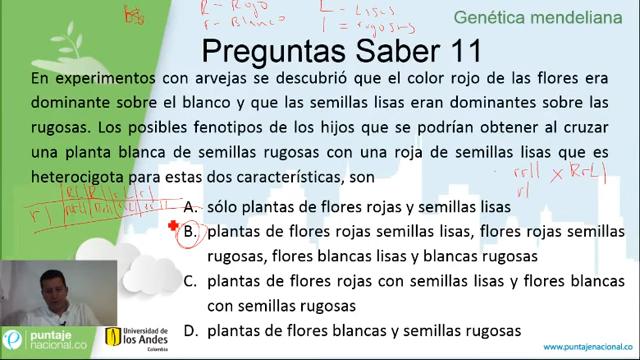 Genética mendeliana
R - Rojo
r - Blanco
L - Lisas
l = rugosas
Preguntas Saber 11
En experimentos con arvejas se descubrió que el color rojo de las flores era
dominante sobre el blanco y que las semillas lisas eran dominantes sobre las
rugosas. Los posibles fenotipos de los hijos que se podrían obtener al cruzar
una planta blanca de semillas rugosas con una roja de semillas lisas que es
heterocigota para estas dos características, son
rrll x RrLl
rl
A. sólo plantas de flores rojas y semillas lisas
B. plantas de flores rojas semillas lisas, flores rojas semillas
rugosas, flores blancas lisas y blancas rugosas
C. plantas de flores rojas con semillas lisas y flores blancas
con semillas rugosas
D. plantas de flores blancas y semillas rugosas
puntaje
nacional.co
Universidad de
los Andes
Colombia
www.puntajenacional.co